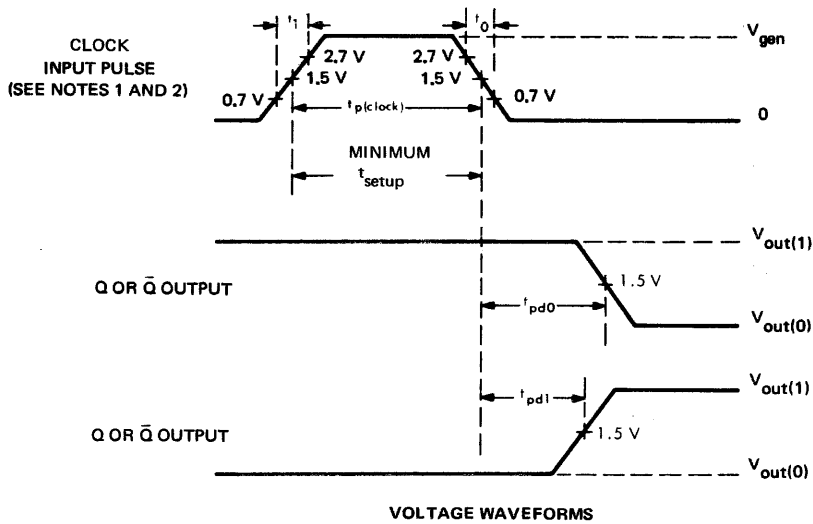 t1
t0
Vgen
CLOCK
INPUT PULSE
(SEE NOTES 1 AND 2)
2.7 V
2.7 V
1.5 V
1.5 V
0.7 V
0.7 V
tp(clock)
0
MINIMUM
tsetup
Vout(1)
Q OR Q̄ OUTPUT
1.5 V
tpd0
Vout(0)
Vout(1)
tpd1
Q OR Q̄ OUTPUT
1.5 V
Vout(0)
VOLTAGE WAVEFORMS